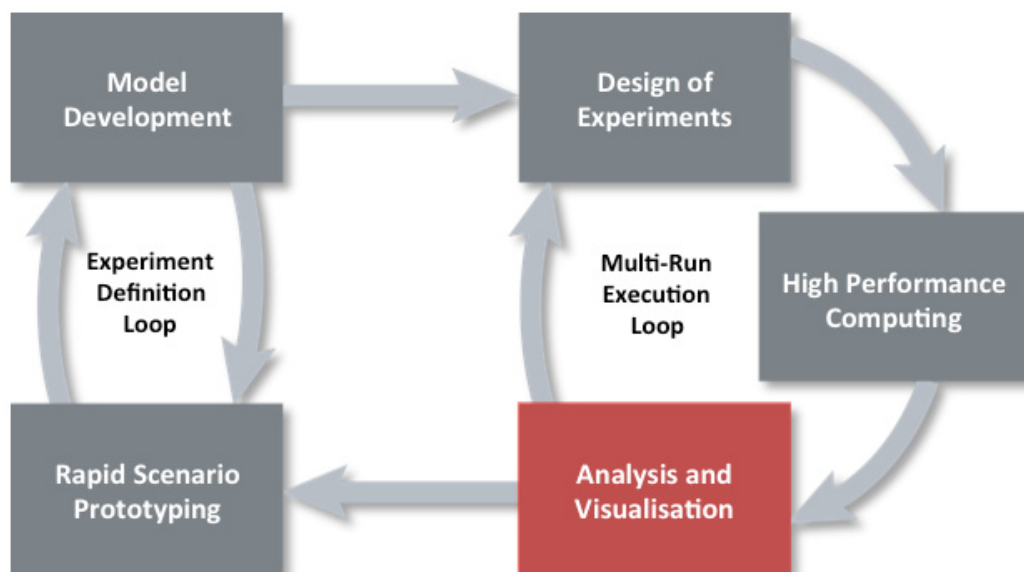 Model
Development
Design of
Experiments
Experiment
Definition
Loop
Multi-Run
Execution
Loop
High Performance
Computing
Rapid Scenario
Prototyping
Analysis and
Visualisation